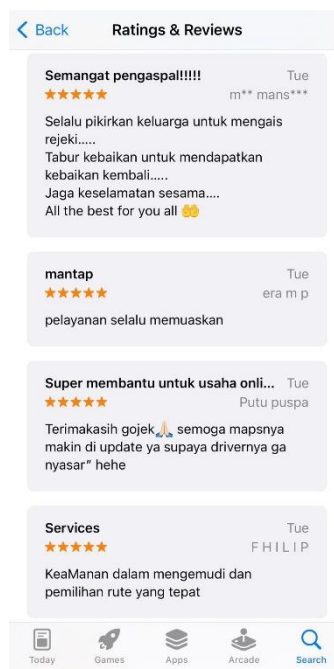 Back
Ratings & Reviews
Semangat pengaspal!!!!!
Tue
★★★★★
m** mans***
Selalu pikirkan keluarga untuk mengais
rejeki.....
Tabur kebaikan untuk mendapatkan
kebaikan kembali.....
Jaga keselamatan sesama....
All the best for you all 🤲
mantap
Tue
★★★★★
era m p
pelayanan selalu memuaskan
Super membantu untuk usaha onli...
Tue
★★★★★
Putu puspa
Terimakasih gojek🙏🏻 semoga mapsnya
makin di update ya supaya drivernya ga
nyasar" hehe
Services
Tue
★★★★★
F H I L I P
KeaManan dalam mengemudi dan
pemilihan rute yang tepat
Today
Games
Apps
Arcade
Search